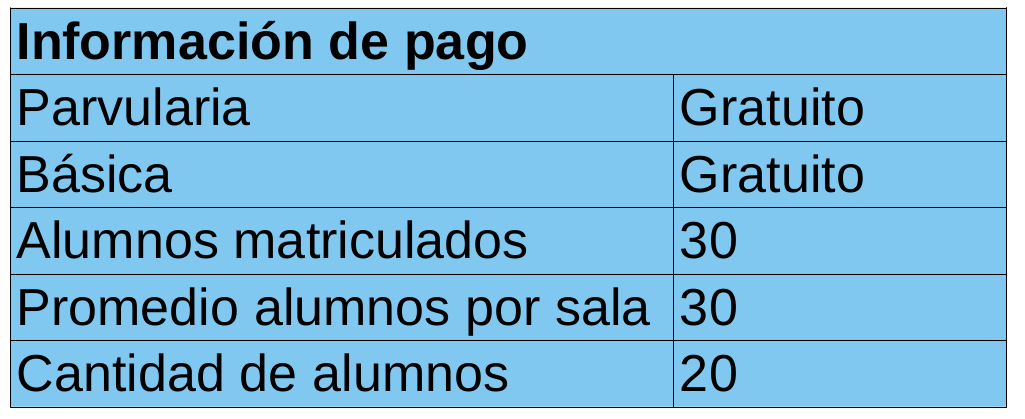 Información de pago
Parvularia Gratuito
Básica Gratuito
Alumnos matriculados 30
Promedio alumnos por sala 30
Cantidad de alumnos 20